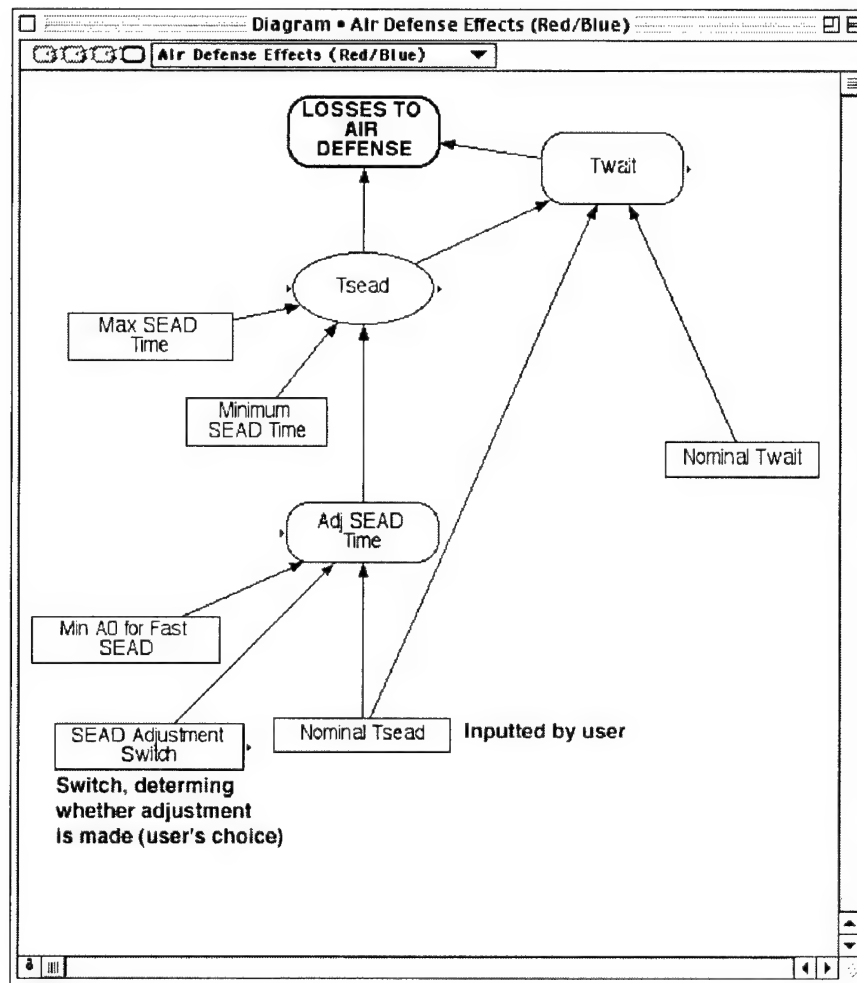 Diagram • Air Defense Effects (Red/Blue)
Air Defense Effects (Red/Blue)
LOSSES TO
AIR
DEFENSE
Twait
Tsead
Max SEAD
Time
Minimum
SEAD Time
Nominal Twait
Adj SEAD
Time
Min A0 for Fast
SEAD
SEAD Adjustment
Switch
Nominal Tsead
Inputted by user
Switch, determing
whether adjustment
is made (user's choice)